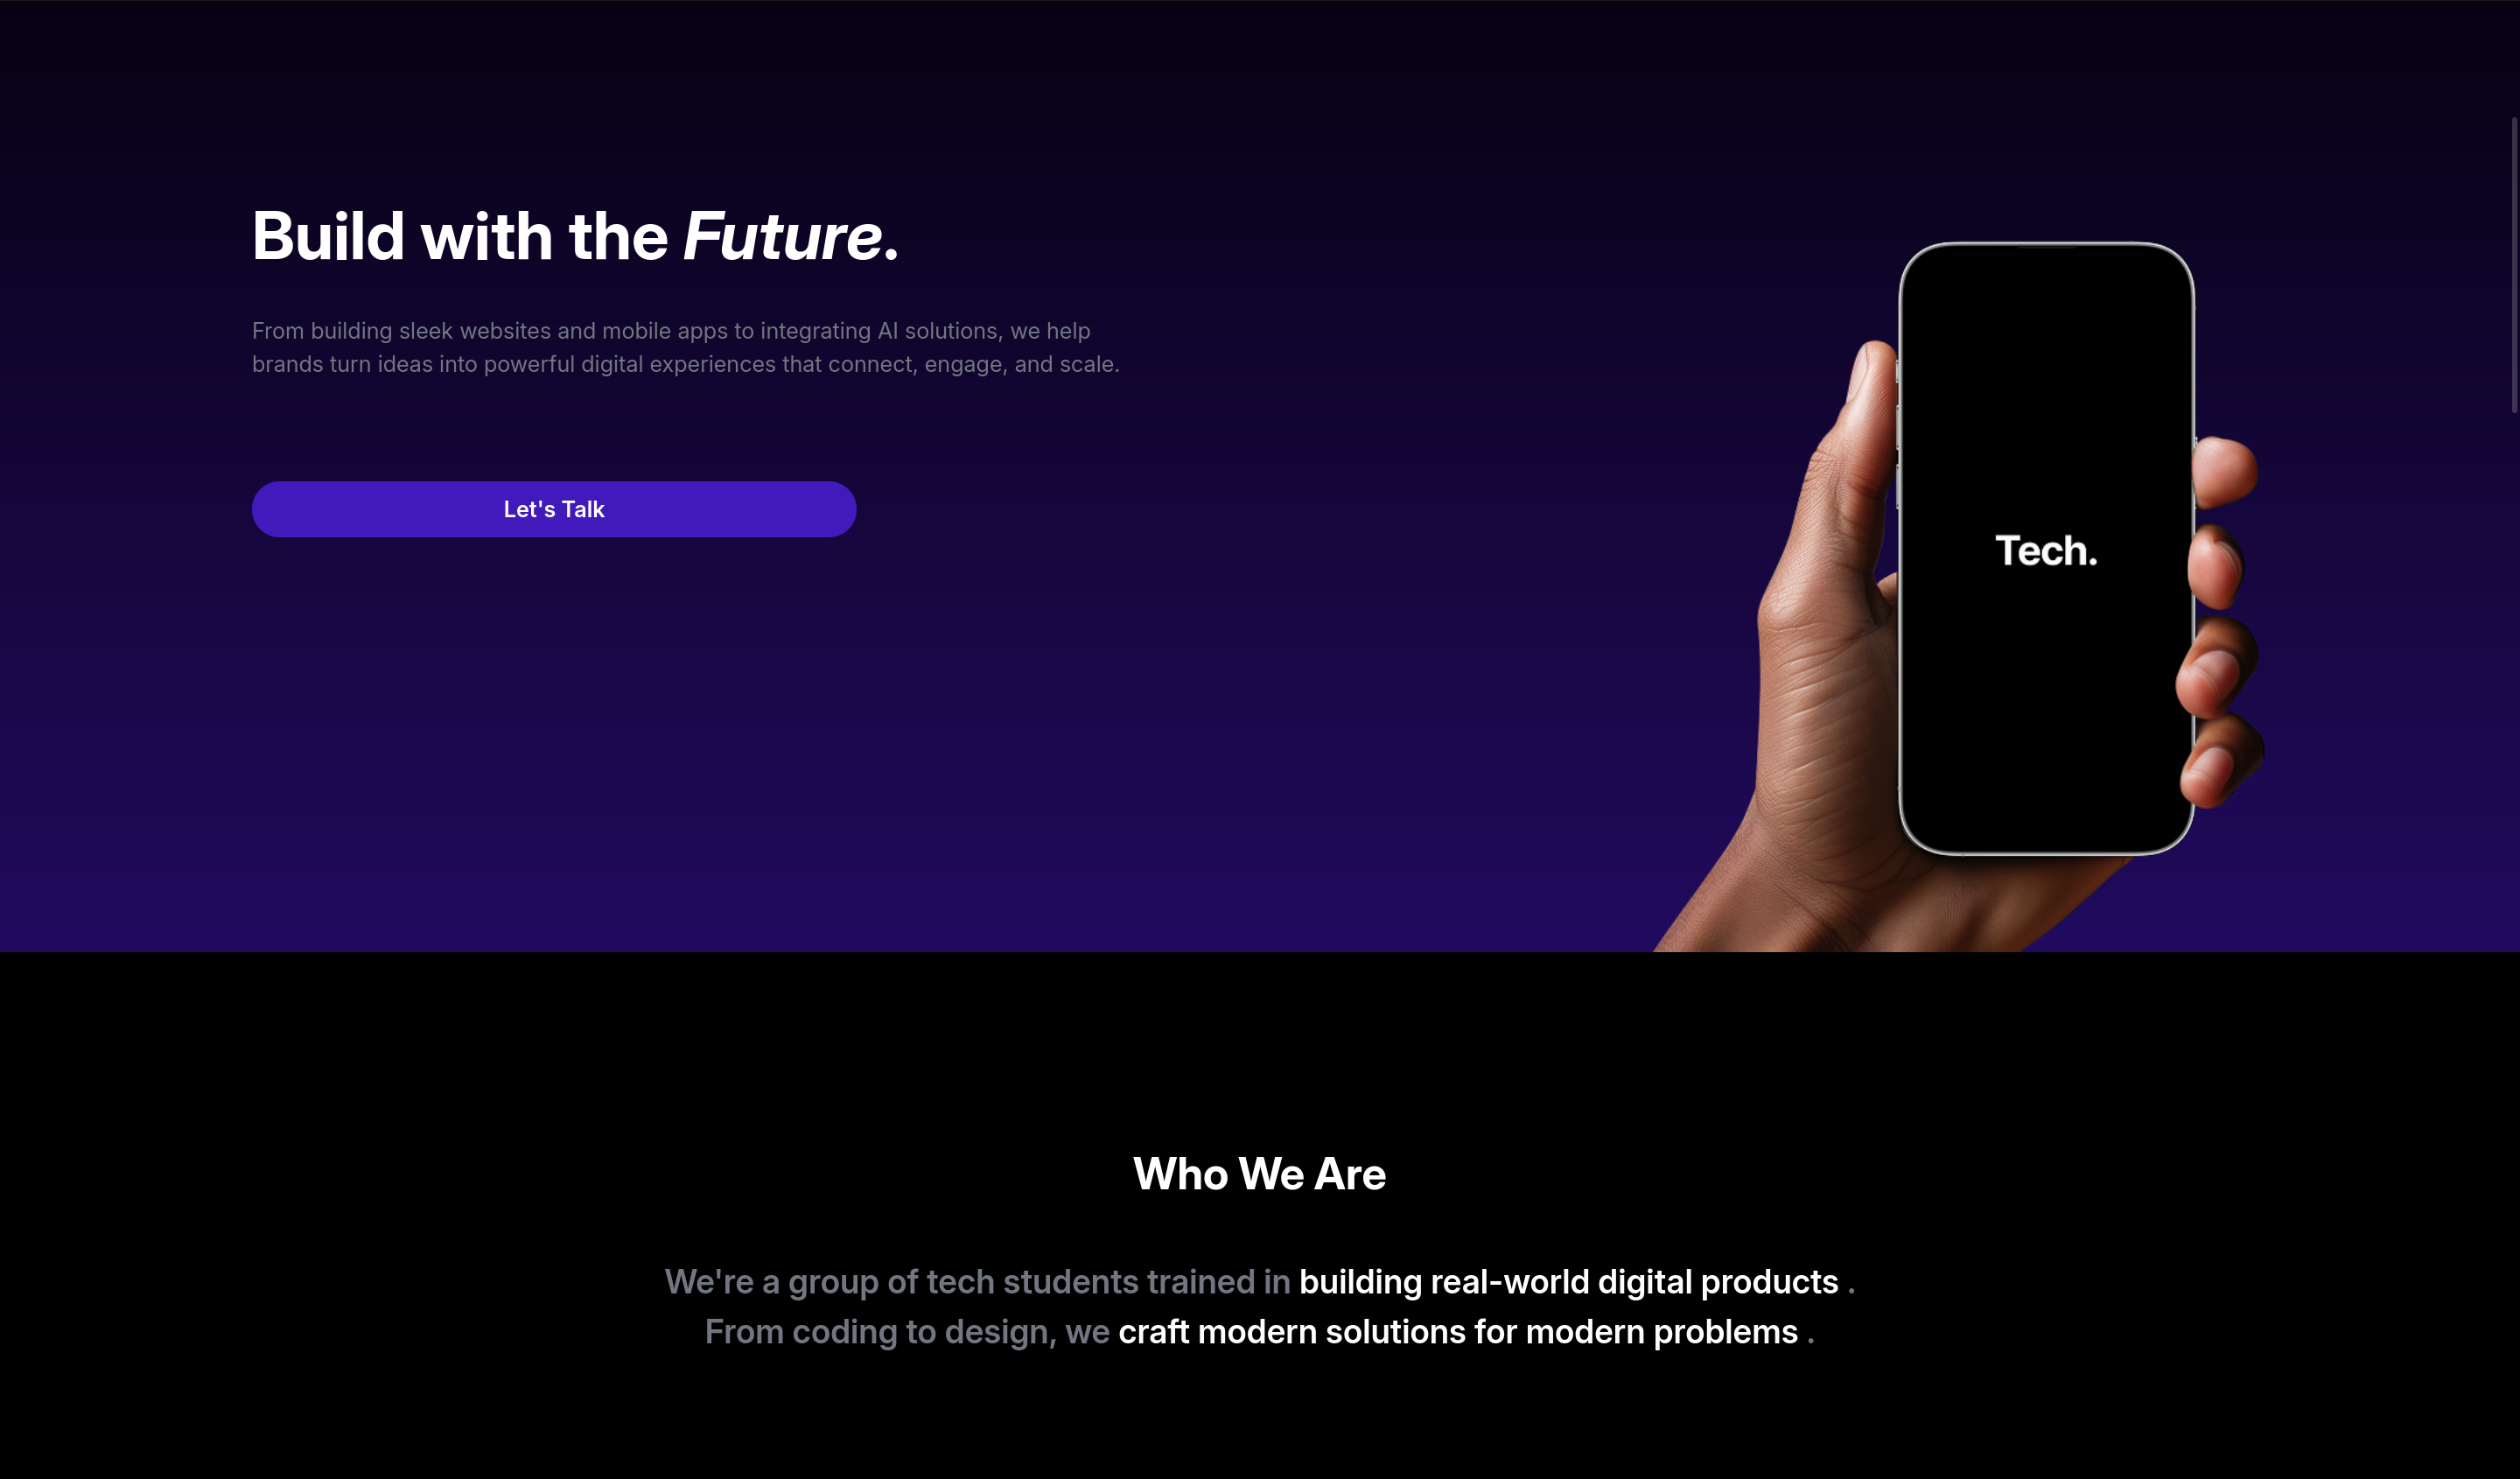 Build with the Future.
From building sleek websites and mobile apps to integrating AI solutions, we help
brands turn ideas into powerful digital experiences that connect, engage, and scale.
Let's Talk
Tech.
Who We Are
We're a group of tech students trained in building real-world digital products .
From coding to design, we craft modern solutions for modern problems .